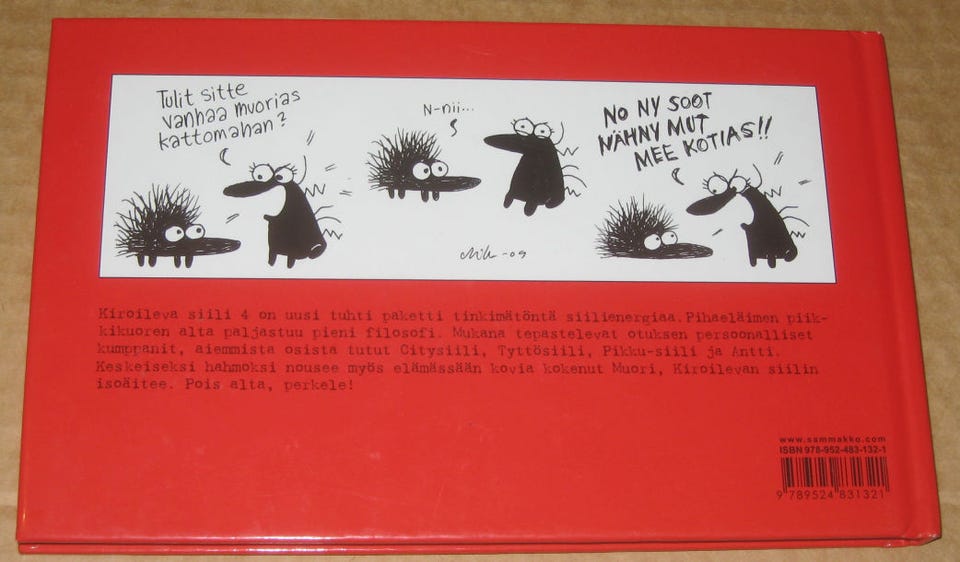 Tulit sitte
vanhaa muorias
kattomahan?
N-nii...
NO NY SOOT
NÄHNY MUT
MEE KOTIAS!!
-09
Kiroileva siili 4 on uusi tuhti paketti tinkimätöntä siilienergiaa. Pihaeläimen piik-
kikuoren alta paljastuu pieni filosofi. Mukana tepastelevat otuksen persoonalliset
kumppanit, aiemmista osista tutut Citysiili, Tyttösiili, Pikku-siili ja Antti.
Keskeiseksi hahmoksi nousee myös elämässään kovia kokenut Muori, Kiroilevan siilin
isoäitee. Pois alta, perkele!
www.sammakko.com
ISBN 978-952-483-132-1
9 789524 831321